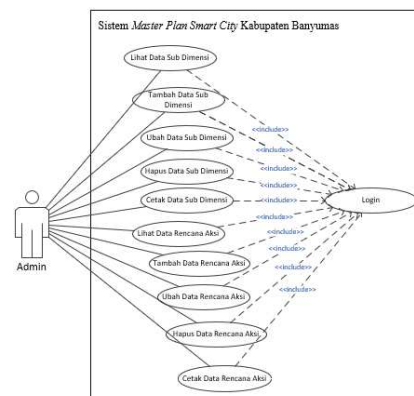 Sistem Master Plan Smart City Kabupaten Banyumas
Lihat Data Sub Dimensi
Tambah Data Sub
Dimensi
<<include>>
Ubah Data Sub Dimensi
<<include>>
Hapus Data Sub Dimensi
<<include>>
<<include>>
Cetak Data Sub Dimensi
<<include>>
Login
<<include>>
Lihat Data Rencana Aksi
<<include>>
Admin
Tambah Data Rencana Aksi
<<include>>
<<include>>
Ubah Data Rencana Aksi
<<include>>
Hapus Data Rencana Aksi
Cetak Data Rencana Aksi